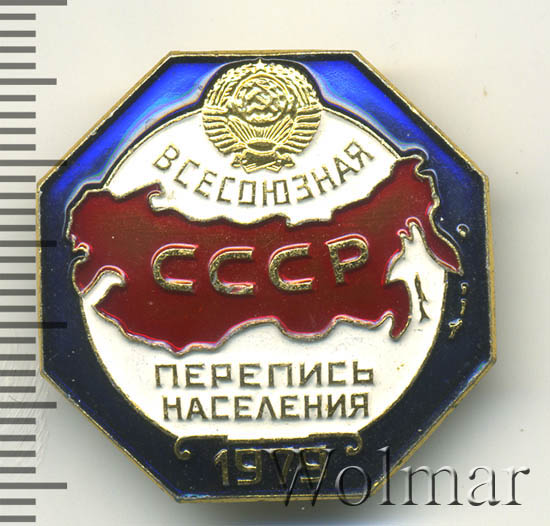 ВСЕСОЮЗНАЯ
СССР
ПЕРЕПИСЬ
НАСЕЛЕНИЯ
1979
Wolmar